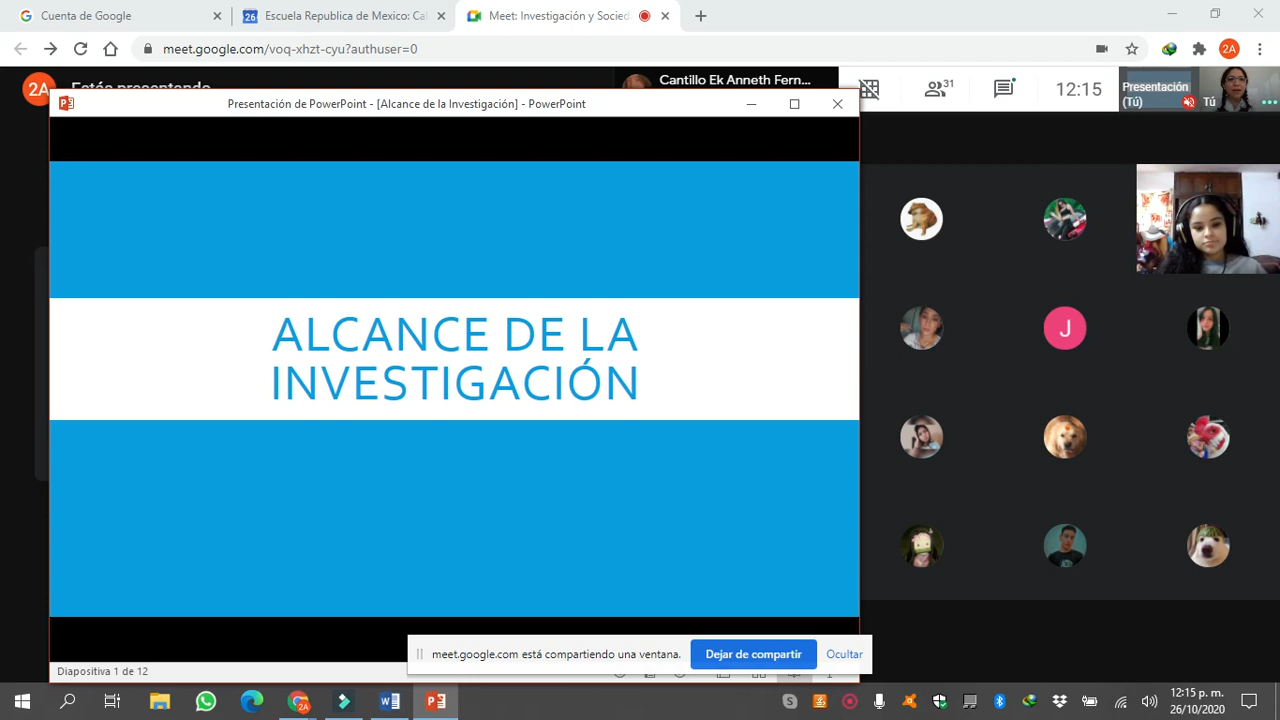 Cuenta de Google
Escuela Republica de Mexico: Cal
Meet: Investigación y Socied
meet.google.com/voq-xhzt-cyu?authuser=0
2A
2A
Estás presentando
Cantillo Ek Anneth Fern...
31
12:15
Presentación
(Tú)
Tú
Presentación de PowerPoint - [Alcance de la Investigación] - PowerPoint
ALCANCE DE LA
INVESTIGACIÓN
J
meet.google.com está compartiendo una ventana.
Dejar de compartir
Ocultar
Diapositiva 1 de 12
12:15 p. m.
26/10/2020